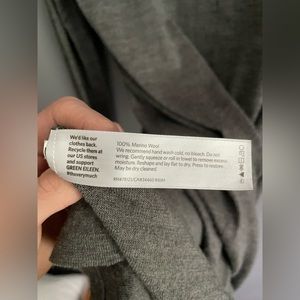 We'd like our
clothes back.
Recycle them at
our US stores
and support
GREEN EILEEN.
100% Merino Wool
We recommend hand wash cold, no bleach. Do not
wring. Gently squeeze or roll in towel to remove excess
moisture. Reshape and lay flat to dry. Press to restore.
May be dry cleaned.